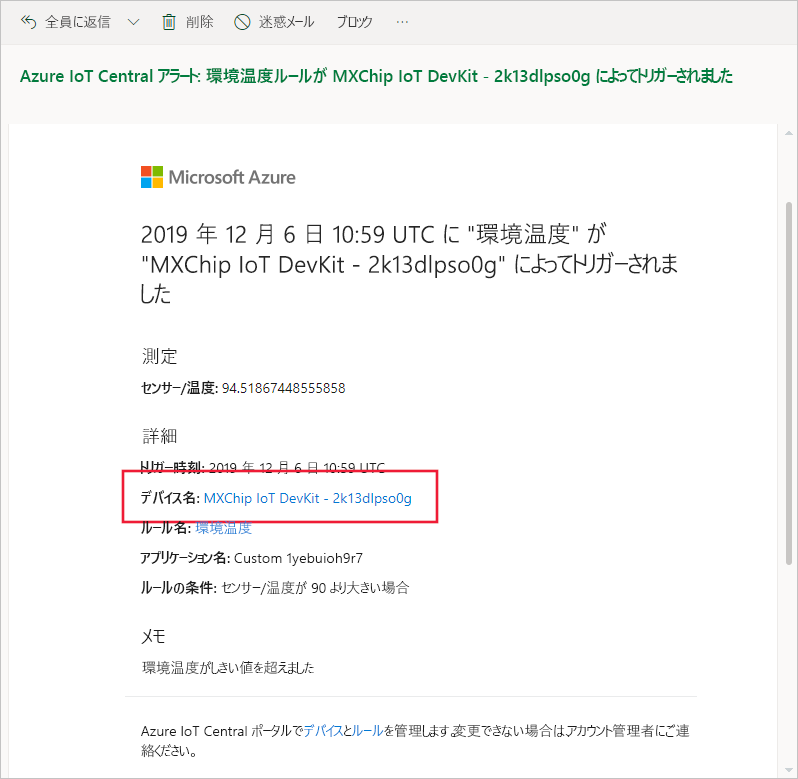 全員に返信 削除 迷惑メール ブロック ...
Azure IoT Central アラート: 環境温度ルールが MXChip IoT DevKit - 2k13dlpso0g によってトリガーされました
Microsoft Azure
2019 年 12 月 6 日 10:59 UTC に "環境温度" が
"MXChip IoT DevKit - 2k13dlpso0g" によってトリガーされま
した
測定
センサー/温度: 94.51867448555858
詳細
トリガー時刻: 2019 年 12 月 6 日 10:59 UTC
デバイス名: MXChip IoT DevKit - 2k13dlpso0g
ルール名: 環境温度
アプリケーション名: Custom 1yebuioh9r7
ルールの条件: センサー/温度が 90 より大きい場合
メモ
環境温度がしきい値を超えました
Azure IoT Central ポータルでデバイスとルールを管理します。変更できない場合はアカウント管理者にご連
絡ください。